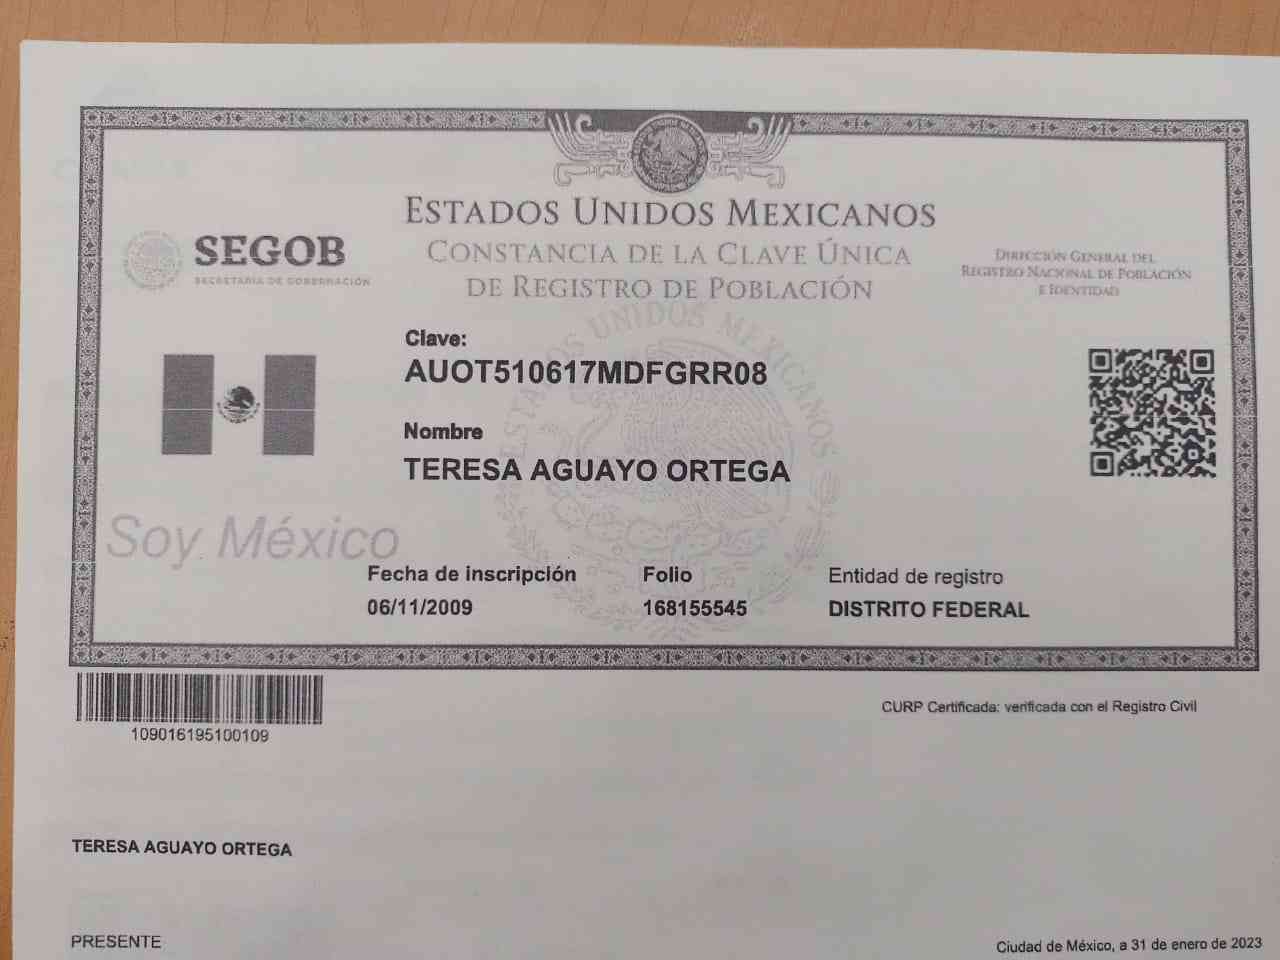 ESTADOS UNIDOS MEXICANOS
CONSTANCIA DE LA CLAVE ÚNICA
DE REGISTRO DE POBLACIÓN
SEGOB
SECRETARÍA DE GOBERNACIÓN
DIRECCIÓN GENERAL DEL
REGISTRO NACIONAL DE POBLACIÓN
E IDENTIDAD
ESTADOS UNIDOS MEXICANOS
Clave:
AUOT510617MDFGRR08
Nombre
TERESA AGUAYO ORTEGA
Soy México
Fecha de inscripción
06/11/2009
Folio
168155545
Entidad de registro
DISTRITO FEDERAL
109016195100109
CURP Certificada: verificada con el Registro Civil
TERESA AGUAYO ORTEGA
PRESENTE
Ciudad de México, a 31 de enero de 2023